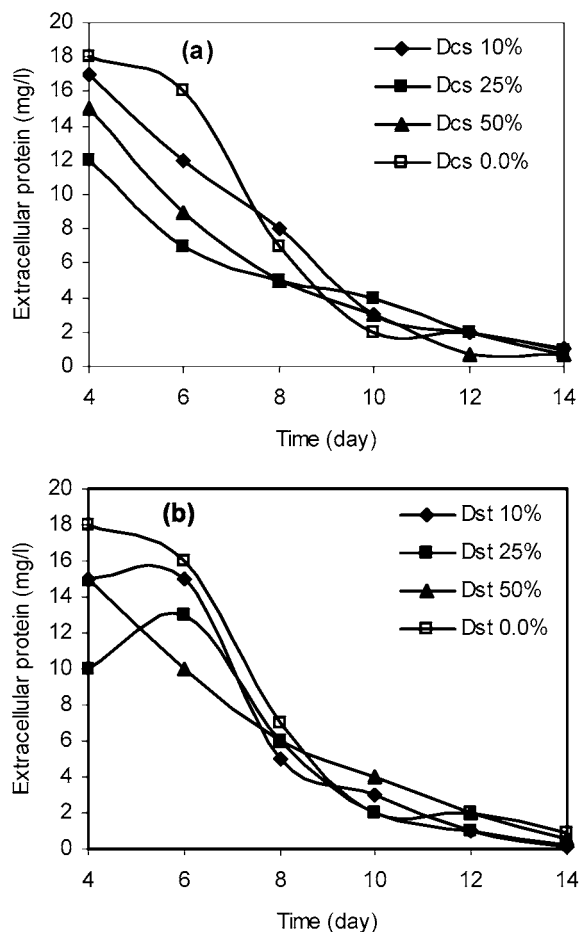 (a)
Extracellular protein (mg/l)
20
18
16
14
12
10
8
6
4
2
0
Dcs 10%
Dcs 25%
Dcs 50%
Dcs 0.0%
4 6 8 10 12 14
Time (day)
(b)
Extracellular protein (mg/l)
20
18
16
14
12
10
8
6
4
2
0
Dst 10%
Dst 25%
Dst 50%
Dst 0.0%
4 6 8 10 12 14
Time (day)